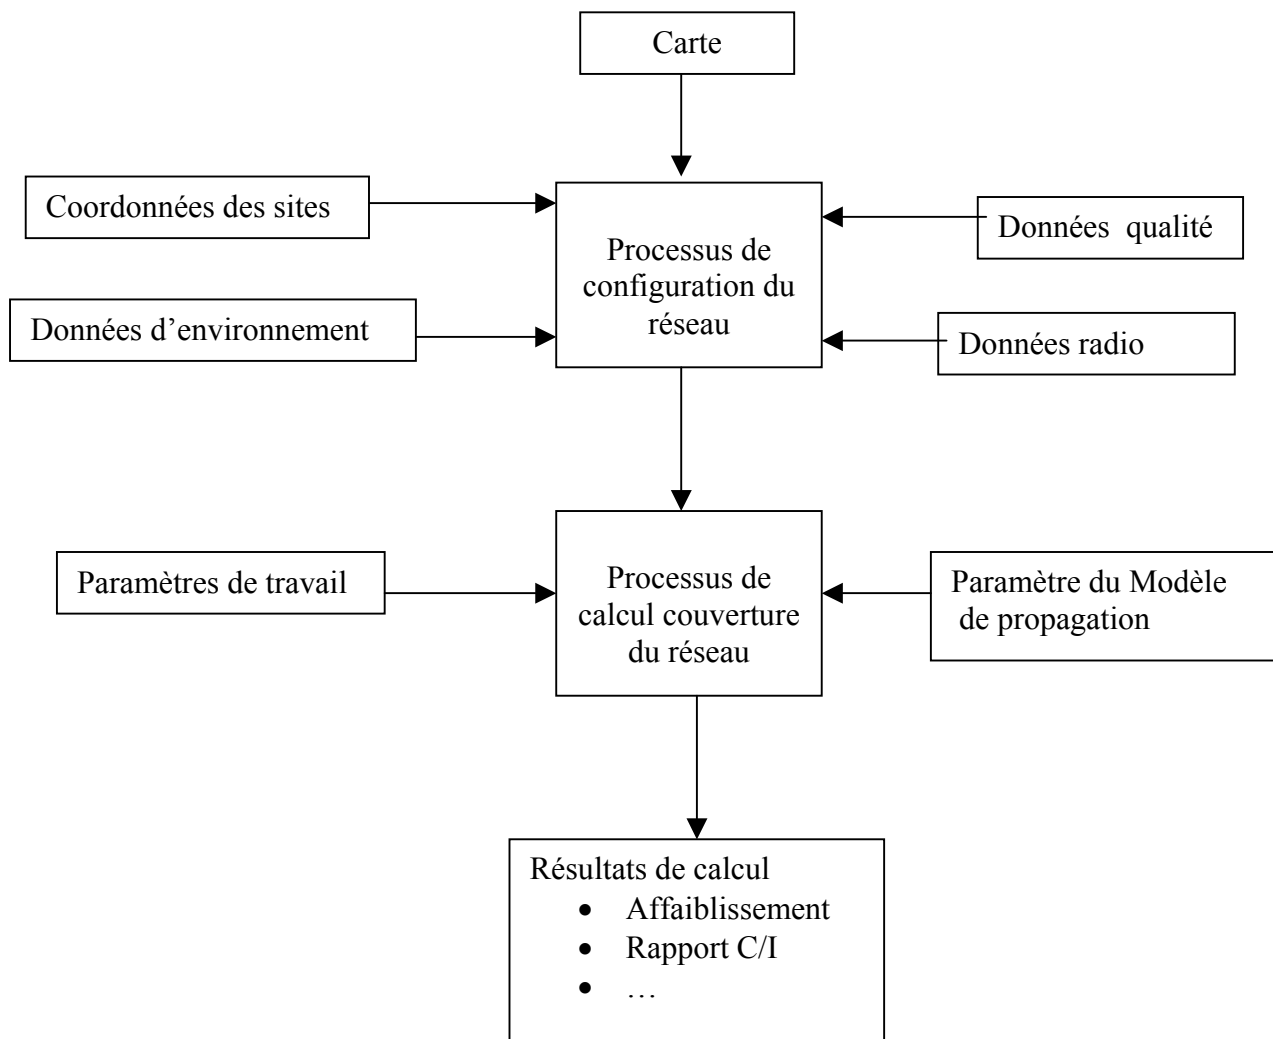 Carte
Coordonnées des sites
Données qualité
Processus de
configuration du
réseau
Données d’environnement
Données radio
Paramètres de travail
Processus de
calcul couverture
du réseau
Paramètre du Modèle
de propagation
Résultats de calcul
• Affaiblissement
• Rapport C/I
• …